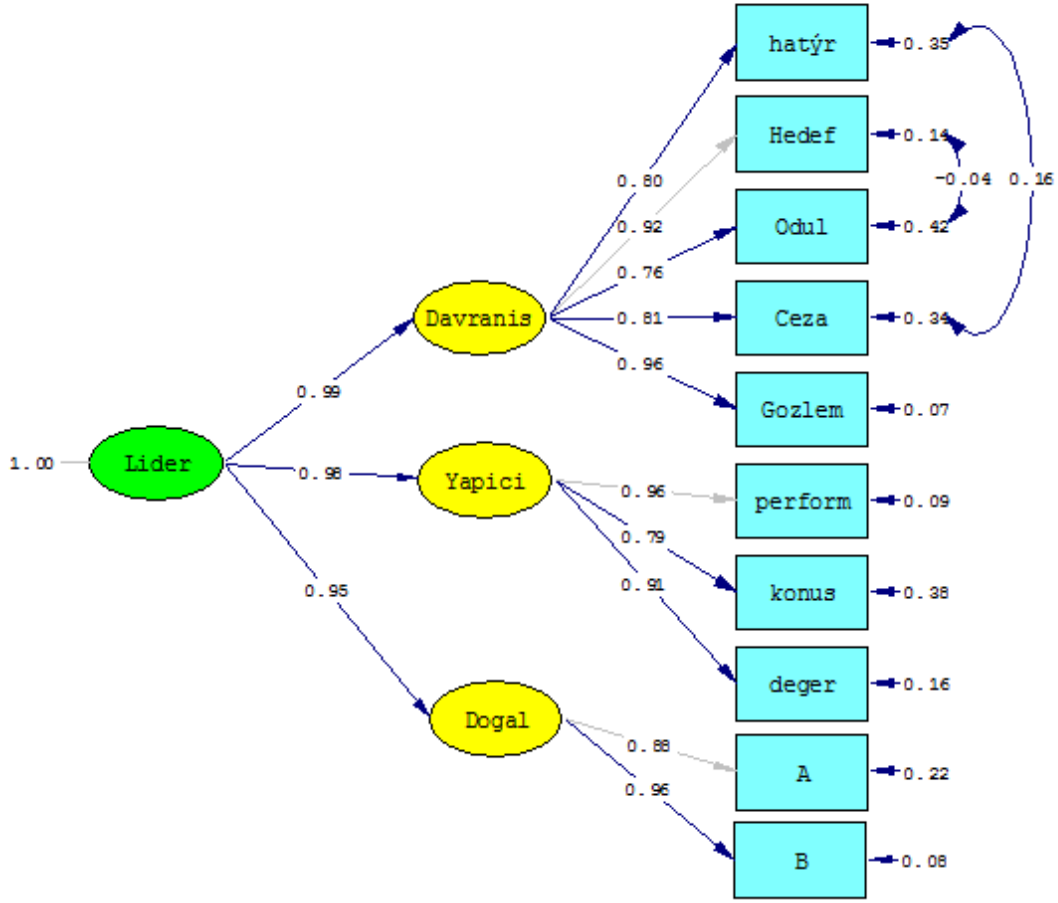 hatýr
0.35
Hedef
0.14
-0.04
0.16
0.80
0.92
Odul
0.42
0.76
Davranis
0.81
Ceza
0.34
0.96
0.99
Gozlem
0.07
1.00
Lider
0.98
Yapici
0.96
perform
0.09
0.79
0.91
konus
0.38
0.95
deger
0.16
Dogal
0.88
A
0.22
0.96
B
0.08